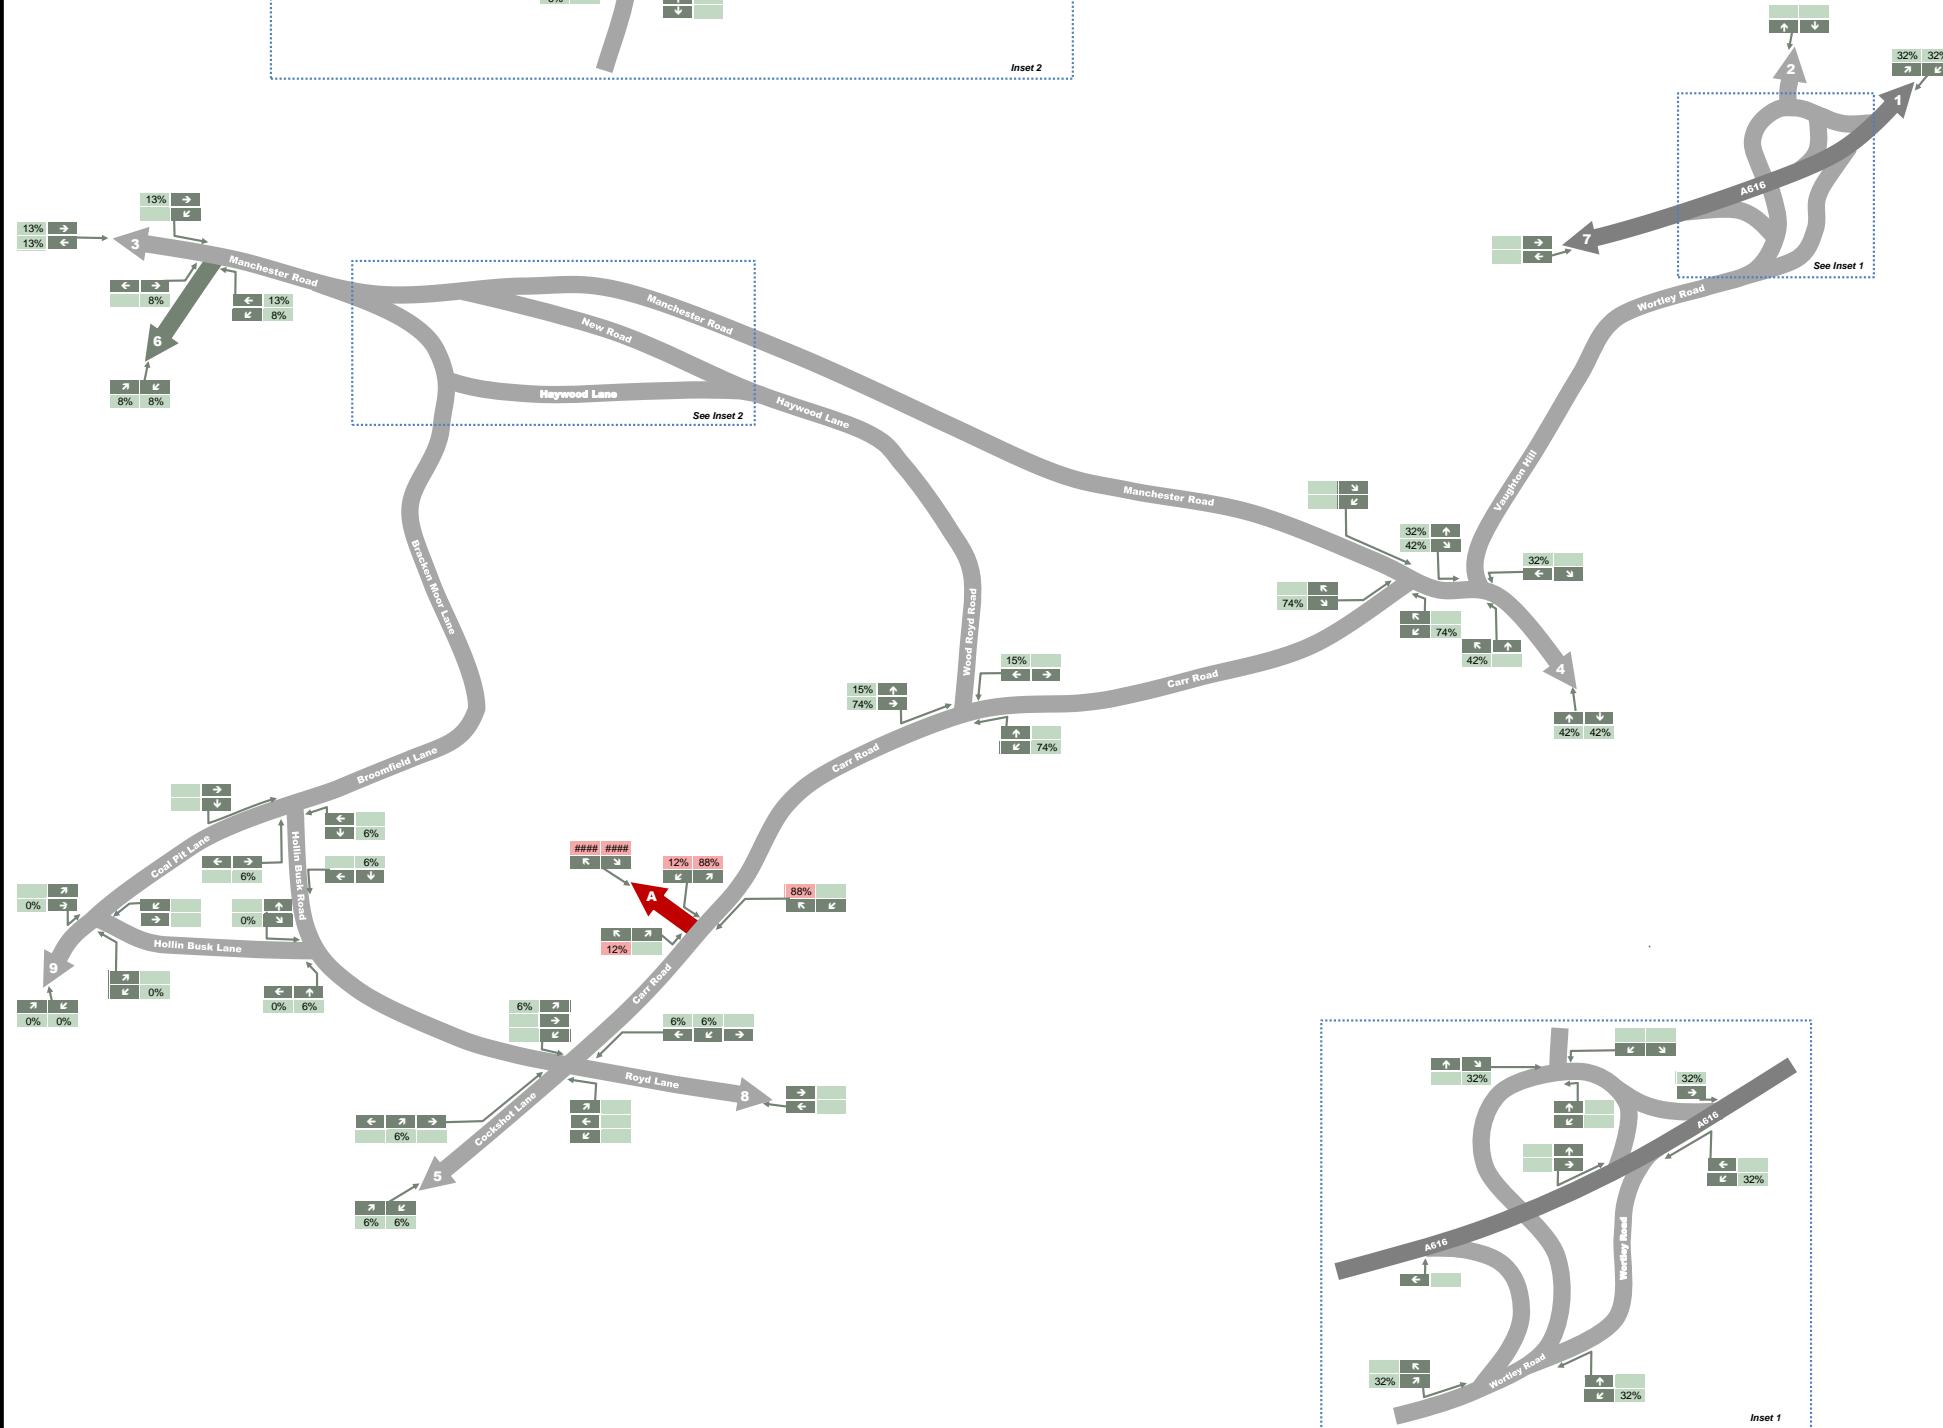 Inset 2
2
32% 32%
1
A616
7
See Inset 1
Wortley Road
13%
13%
13%
3
Manchester Road
8%
13%
8%
6
8% 8%
Manchester Road
New Road
Haywood Lane
See Inset 2
Haywood Lane
Manchester Road
Vaughton Hill
32%
42%
32%
74%
74%
42%
4
42% 42%
Bracken Moor Lane
Wood Royd Road
15%
15%
74%
Carr Road
74%
Carr Road
Broomfield Lane
6%
Coal Pit Lane
6%
Hollin Busk Road
6%
#### ####
12% 88%
A
88%
12%
0%
0%
Hollin Busk Lane
9
0%
0% 0%
0% 6%
Carr Road
6%
6% 6%
Royd Lane
8
Cockshot Lane
6%
5
6% 6%
32%
32%
A616
32%
A616
Wortley Road
32%
Wortley Road
32%
Inset 1